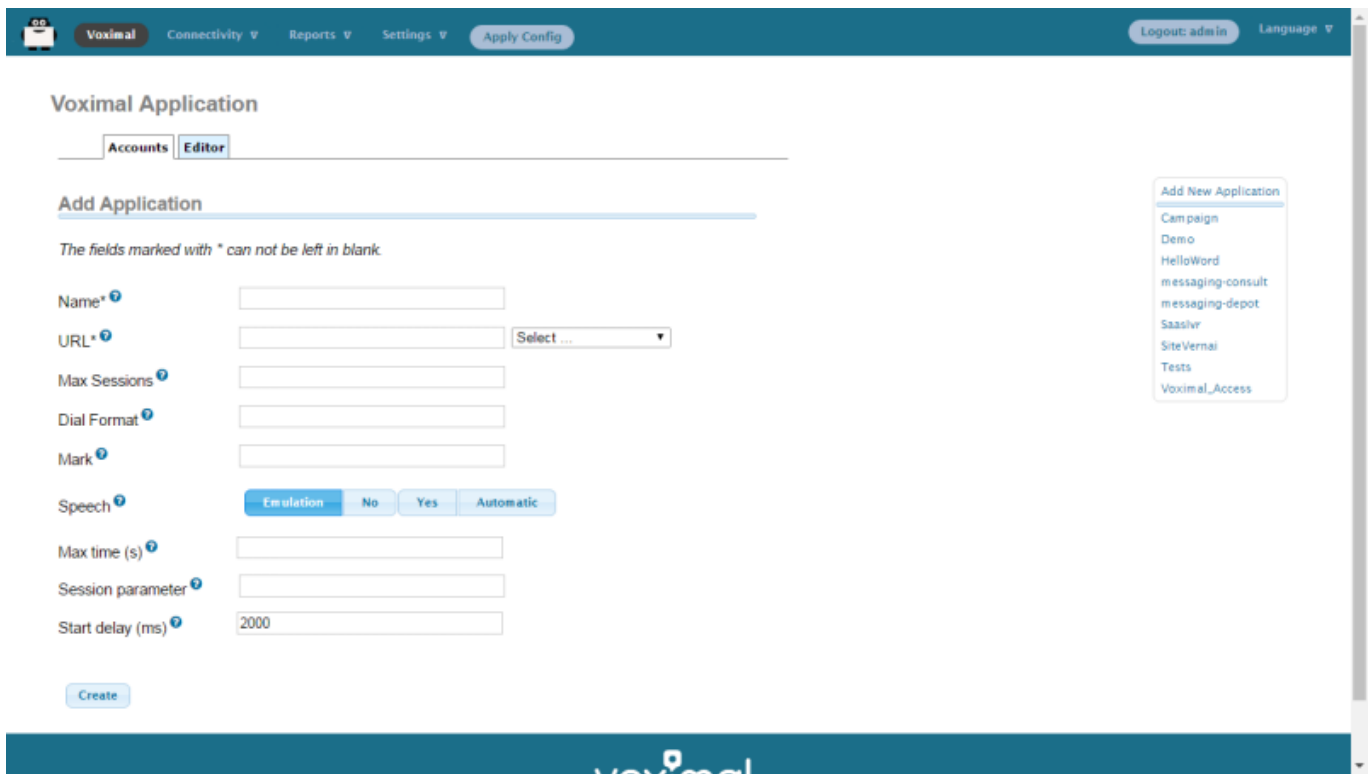 Voximal Connectivity ∇ Reports ∇ Settings ∇ Apply Config Logout: admin Language ∇
Voximal Application
Accounts Editor
Add Application
The fields marked with * can not be left in blank.
Name* ?
URL* ? Select ...
Max Sessions ?
Dial Format ?
Mark ?
Speech ? Emulation No Yes Automatic
Max time (s) ?
Session parameter ?
Start delay (ms) ? 2000
Create
Add New Application
Campaign
Demo
HelloWord
messaging-consult
messaging-depot
SaasIvr
SiteVernai
Tests
Voximal_Access
voximal